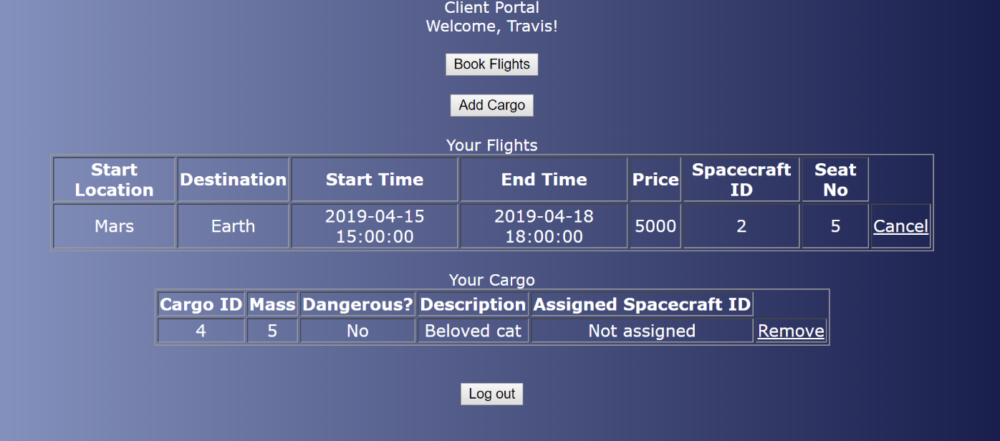 Client Portal
Welcome, Travis!
Book Flights
Add Cargo
Your Flights
Start Location Destination Start Time End Time Price Spacecraft ID Seat No
Mars Earth 2019-04-15 15:00:00 2019-04-18 18:00:00 5000 2 5 Cancel
Your Cargo
Cargo ID Mass Dangerous? Description Assigned Spacecraft ID
4 5 No Beloved cat Not assigned Remove
Log out